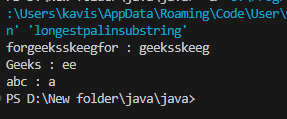 :\Users\kavis\AppData\Roaming\Code\User\
n' 'longestpalinsubstring'
forgeeksskeegfor : geeksskeeg
Geeks : ee
abc : a
PS D:\New folder\java\java>